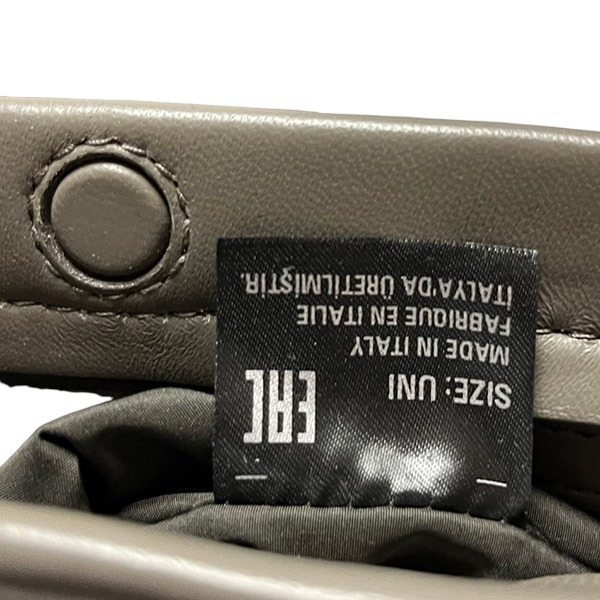 SIZE: UNI
MADE IN ITALY
FABRIQUE EN ITALIE
İTALYA'DA ÜRETİLMİŞTİR.
EAC